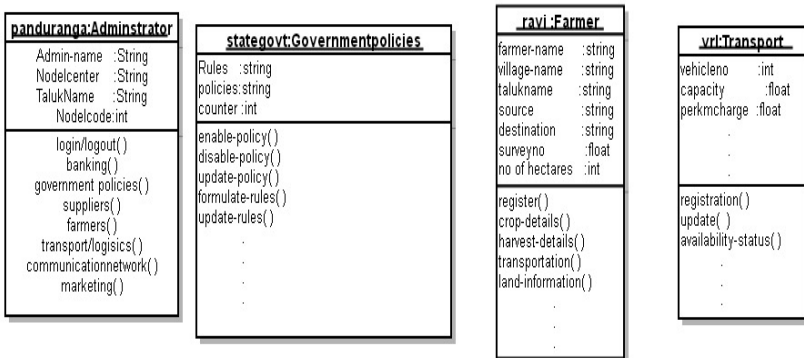 panduranga:Adminstrator
Admin-name :String
Nodelcenter :String
TalukName :String
Nodelcode:int
login/logout()
banking()
government policies()
suppliers()
farmers()
transport/logisics()
communicationnetwork()
marketing()
stategovt:Governmentpolicies
Rules :string
policies:string
counter :int
enable-policy()
disable-policy()
update-policy()
formulate-rules()
update-rules()
.
.
.
.
ravi :Farmer
farmer-name :string
village-name :string
talukname :string
source :string
destination :string
surveyno :float
no of hectares :int
register()
crop-details()
harvest-details()
transportation()
land-information()
.
.
.
vrl:Transport
vehicleno :int
capacity :float
perkmcharge :float
.
.
.
registration()
update( )
availability-status()
.
.
.